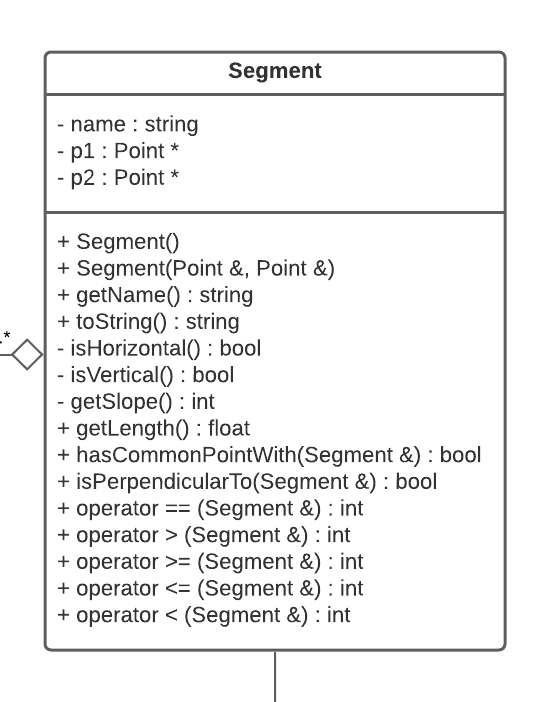 Segment
- name : string
- p1 : Point *
- p2 : Point *
+ Segment()
+ Segment(Point &, Point &)
+ getName() : string
+ toString() : string
.*
- isHorizontal() : bool
- isVertical() : bool
- getSlope() : int
+ getLength() : float
+ hasCommonPointWith(Segment &) : bool
+ isPerpendicularTo(Segment &) : bool
+ operator == (Segment &) : int
+ operator > (Segment &) : int
+ operator >= (Segment &) : int
+ operator <= (Segment &) : int
+ operator < (Segment &) : int